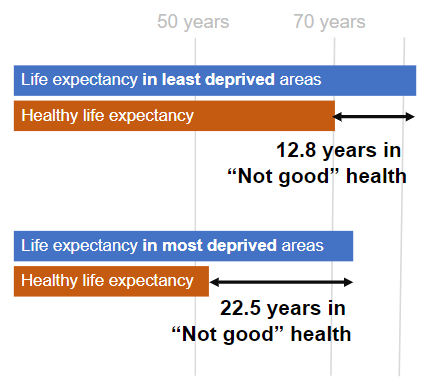 50 years 70 years
Life expectancy in least deprived areas
Healthy life expectancy
12.8 years in
“Not good” health
Life expectancy in most deprived areas
Healthy life expectancy
22.5 years in
“Not good” health